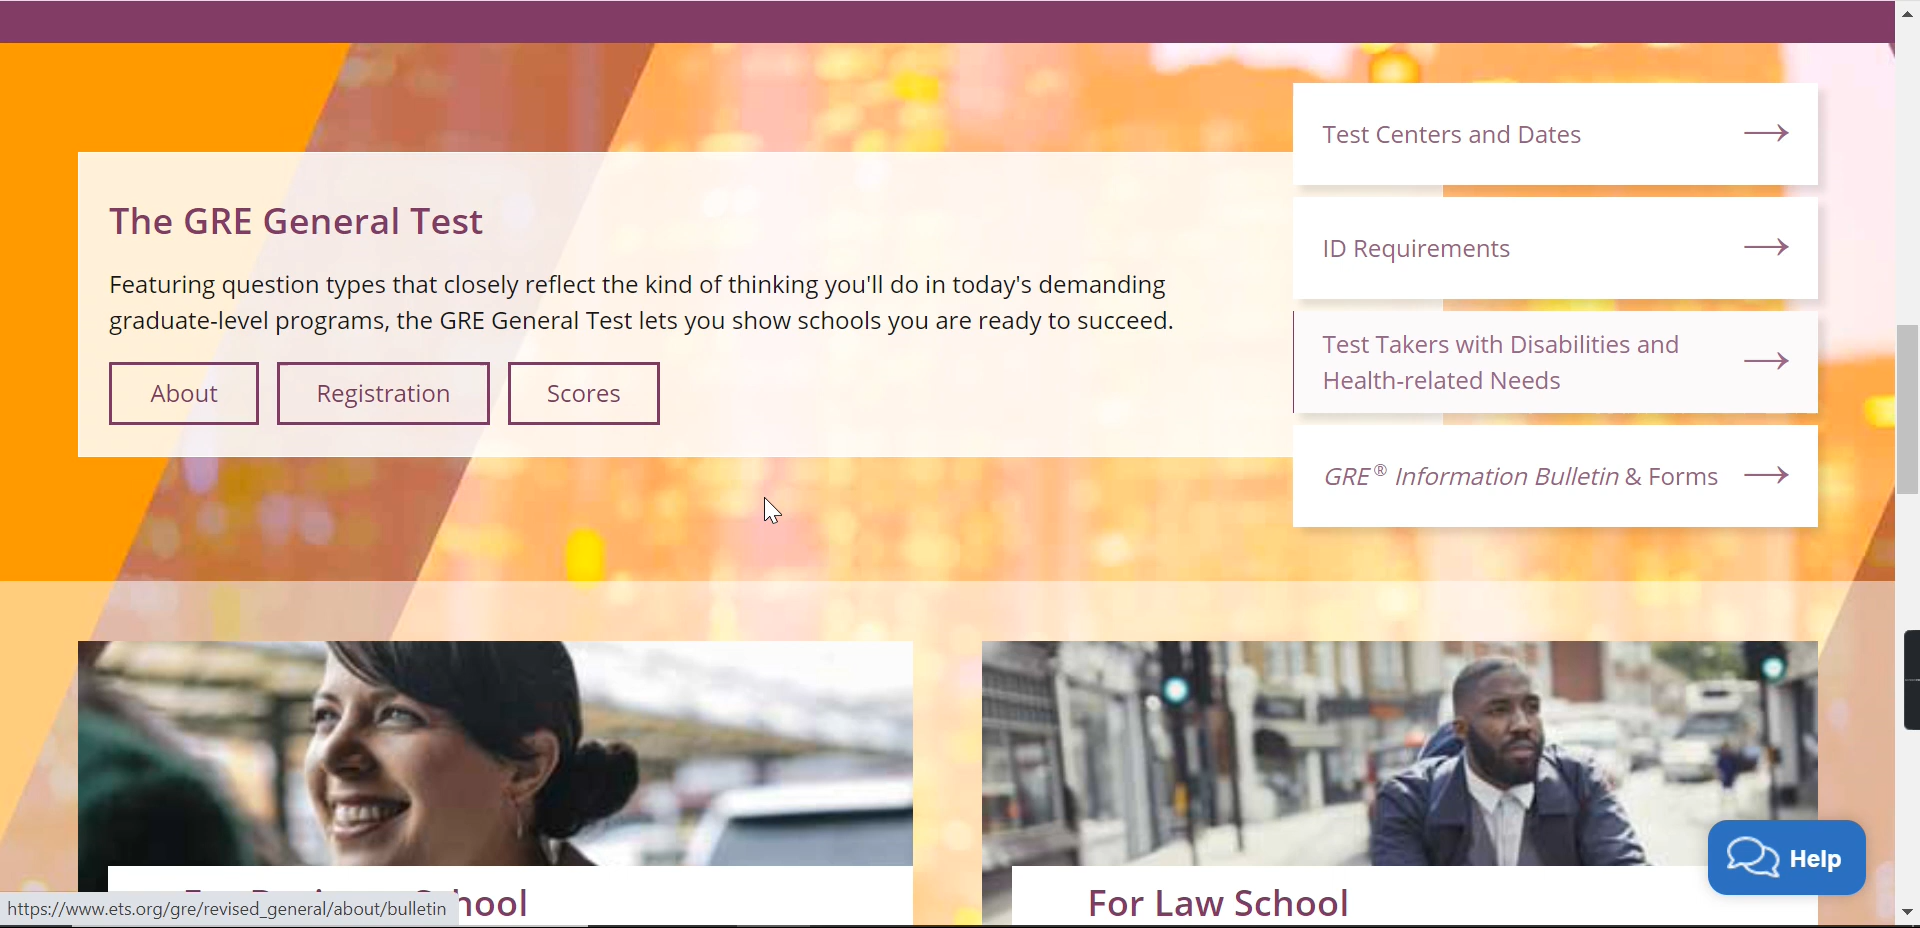 The GRE General Test
Featuring question types that closely reflect the kind of thinking you'll do in today's demanding
graduate-level programs, the GRE General Test lets you show schools you are ready to succeed.
About
Registration
Scores
Test Centers and Dates
ID Requirements
Test Takers with Disabilities and
Health-related Needs
GRE® Information Bulletin & Forms
For Law School
Help
https://www.ets.org/gre/revised_general/about/bulletin